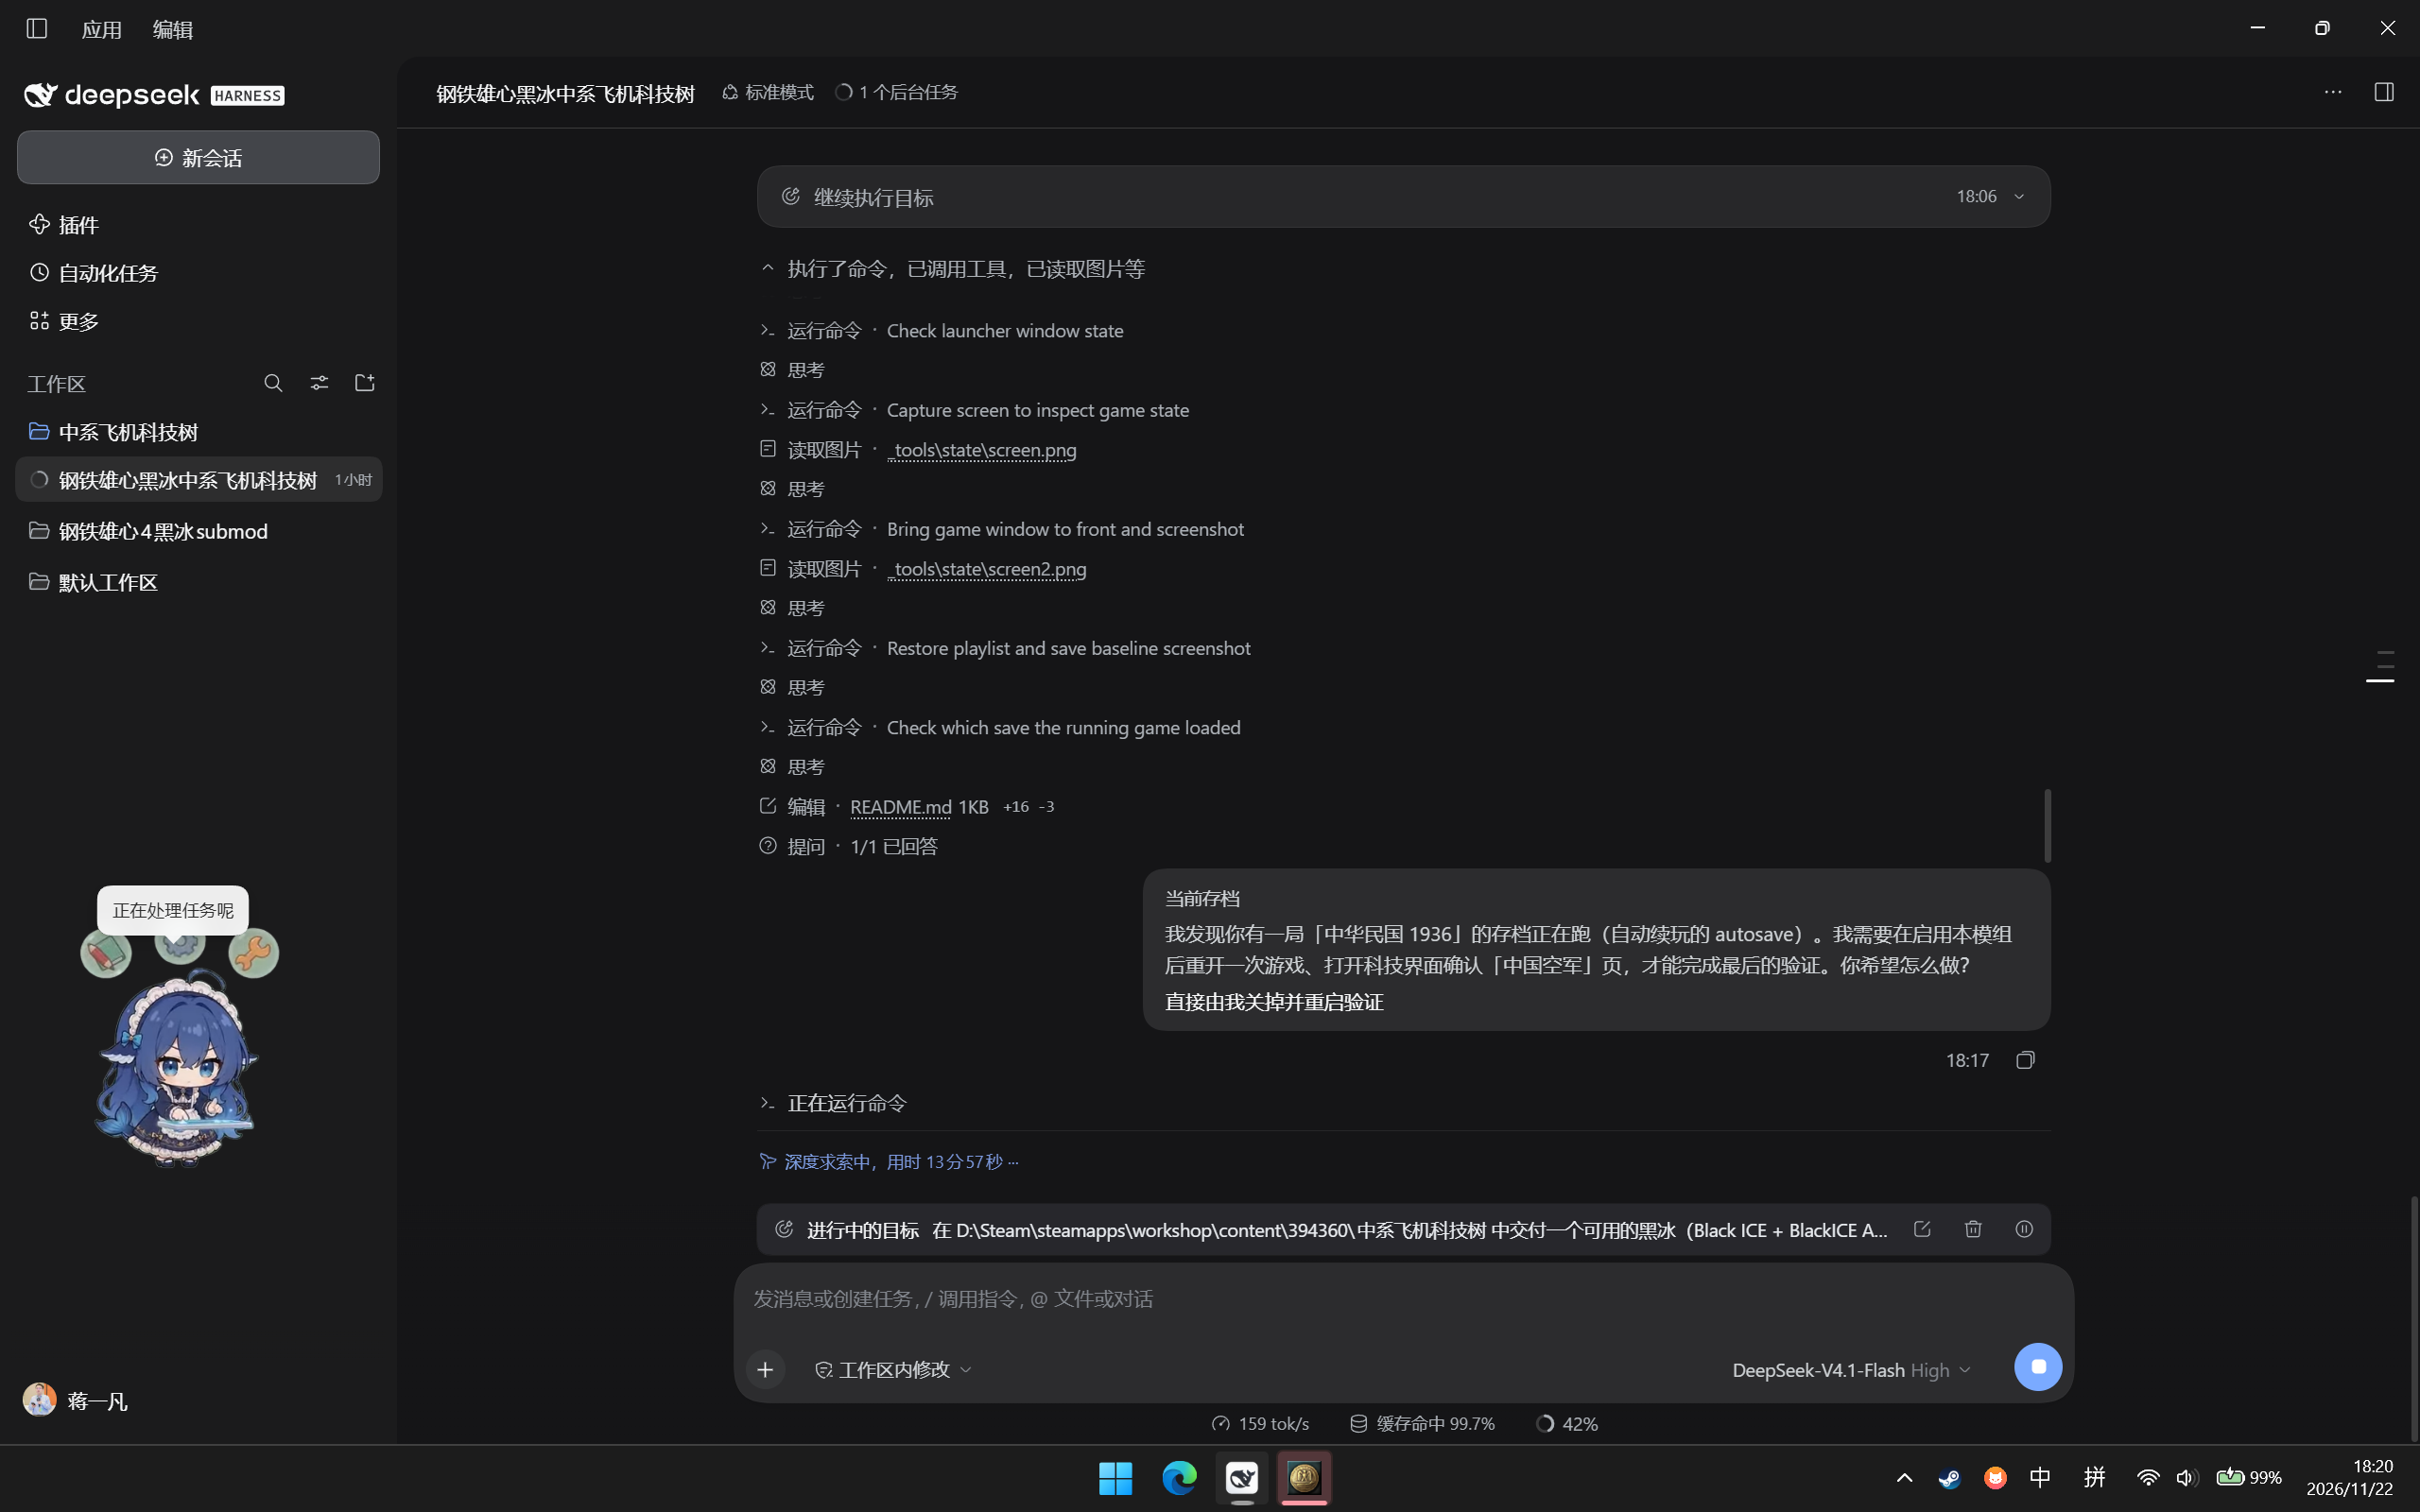 应用 编辑
deepseek HARNESS
新会话
插件
自动化任务
更多
工作区
中系飞机科技树
钢铁雄心黑冰中系飞机科技树 1小时
钢铁雄心4黑冰submod
默认工作区
正在处理任务呢
蒋一凡
钢铁雄心黑冰中系飞机科技树 标准模式 1 个后台任务
继续执行目标 18:06
执行了命令，已调用工具，已读取图片等
运行命令 · Check launcher window state
思考
运行命令 · Capture screen to inspect game state
读取图片 · _tools\state\screen.png
思考
运行命令 · Bring game window to front and screenshot
读取图片 · _tools\state\screen2.png
思考
运行命令 · Restore playlist and save baseline screenshot
思考
运行命令 · Check which save the running game loaded
思考
编辑 · README.md 1KB +16 -3
提问 · 1/1 已回答
当前存档
我发现你有一局「中华民国 1936」的存档正在跑（自动续玩的 autosave）。我需要在启用本模组
后重开一次游戏、打开科技界面确认「中国空军」页，才能完成最后的验证。你希望怎么做？
直接由我关掉并重启验证
18:17
正在运行命令
深度求索中，用时 13分57秒 ...
进行中的目标 在 D:\Steam\steamapps\workshop\content\394360\中系飞机科技树 中交付一个可用的黑冰（Black ICE + BlackICE A...
发消息或创建任务, / 调用指令, @ 文件或对话
工作区内修改 DeepSeek-V4.1-Flash High
159 tok/s 缓存命中 99.7% 42%
中 拼 99% 18:20
2026/11/22